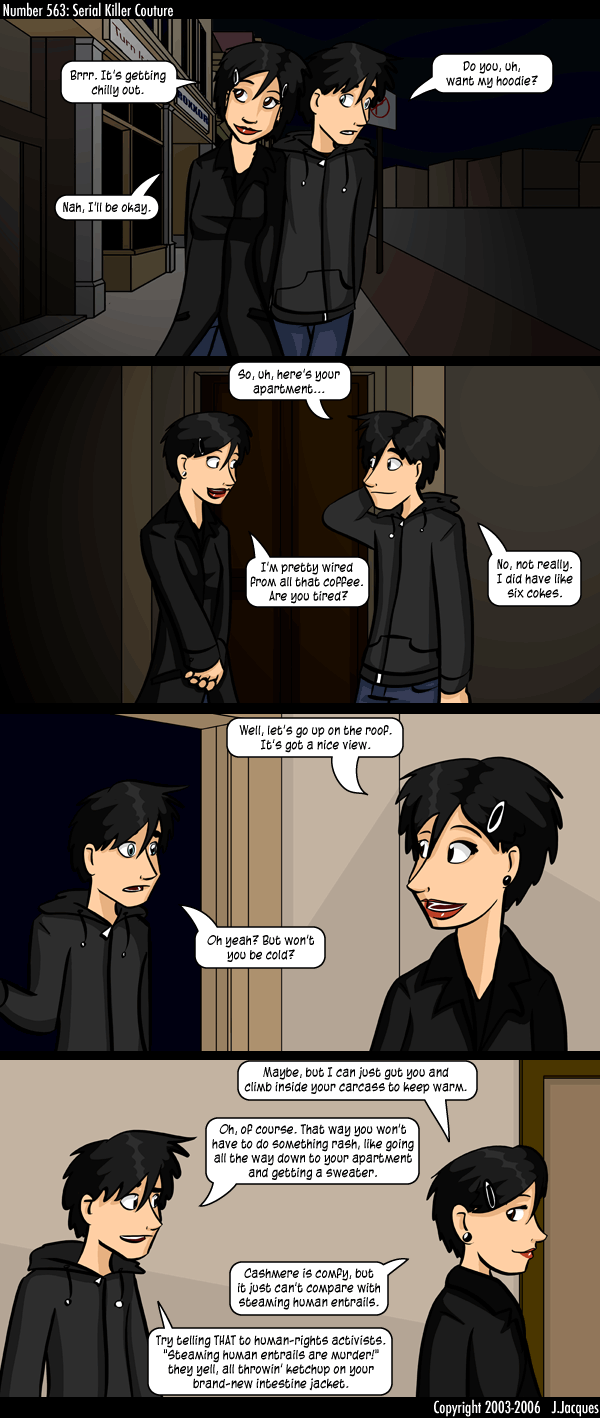 Number 563: Serial Killer Couture
Brrr. It's getting
chilly out.
Do you, uh,
want my hoodie?
Nah, I'll be okay.
So, uh, here's your
apartment...
I'm pretty wired
from all that coffee.
Are you tired?
No, not really.
I did have like
six cokes.
Well, let's go up on the roof.
It's got a nice view.
Oh yeah? But won't
you be cold?
Maybe, but I can just gut you and
climb inside your carcass to keep warm.
Oh, of course. That way you won't
have to do something rash, like going
all the way down to your apartment
and getting a sweater.
Cashmere is comfy, but
it just can't compare with
steaming human entrails.
Try telling THAT to human-rights activists.
"Steaming human entrails are murder!"
they yell, all throwin' ketchup on your
brand-new intestine jacket.
Copyright 2003-2006 J.Jacques